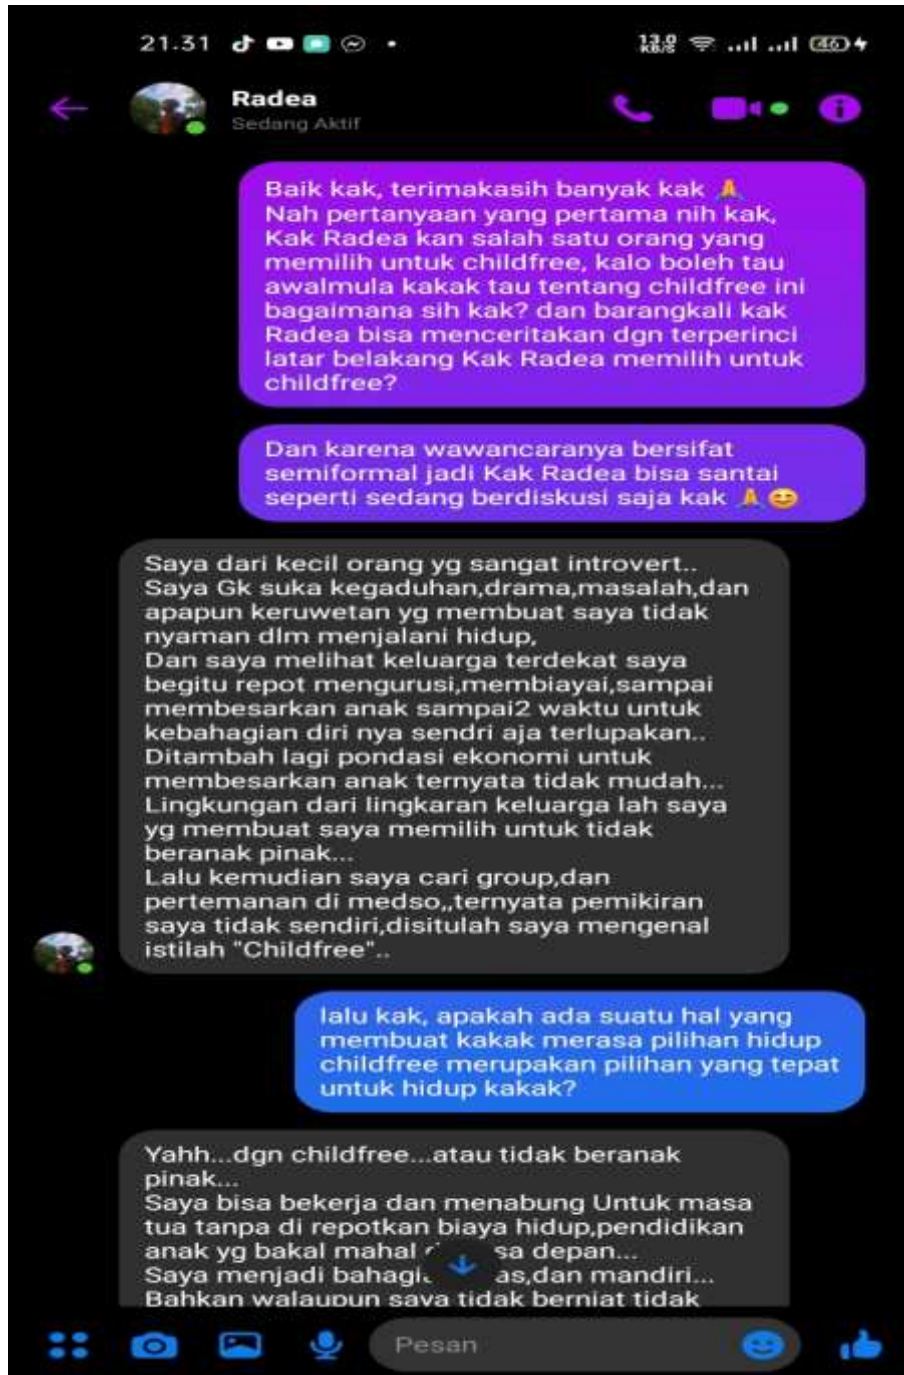 21.31
13.0
KB/S
46
Radea
Sedang Aktif
Baik kak, terimakasih banyak kak 🙏
Nah pertanyaan yang pertama nih kak,
Kak Radea kan salah satu orang yang
memilih untuk childfree, kalo boleh tau
awalmula kakak tau tentang childfree ini
bagaimana sih kak? dan barangkali kak
Radea bisa menceritakan dgn terperinci
latar belakang Kak Radea memilih untuk
childfree?
Dan karena wawancaranya bersifat
semiformal jadi Kak Radea bisa santai
seperti sedang berdiskusi saja kak 🙏😊
Saya dari kecil orang yg sangat introvert..
Saya Gk suka kegaduhan,drama,masalah,dan
apapun keruwetan yg membuat saya tidak
nyaman dlm menjalani hidup,
Dan saya melihat keluarga terdekat saya
begitu repot mengurusi,membiayai,sampai
membesarkan anak sampai2 waktu untuk
kebahagian diri nya sendri aja terlupakan..
Ditambah lagi pondasi ekonomi untuk
membesarkan anak ternyata tidak mudah...
Lingkungan dari lingkaran keluarga lah saya
yg membuat saya memilih untuk tidak
beranak pinak...
Lalu kemudian saya cari group,dan
pertemanan di medso,,ternyata pemikiran
saya tidak sendiri,disitulah saya mengenal
istilah "Childfree"..
lalu kak, apakah ada suatu hal yang
membuat kakak merasa pilihan hidup
childfree merupakan pilihan yang tepat
untuk hidup kakak?
Yahh...dgn childfree...atau tidak beranak
pinak...
Saya bisa bekerja dan menabung Untuk masa
tua tanpa di repotkan biaya hidup,pendidikan
anak yg bakal mahal depan...
Saya menjadi dan mandiri...
Bahkan walaupun saya tidak berniat tidak
Pesan